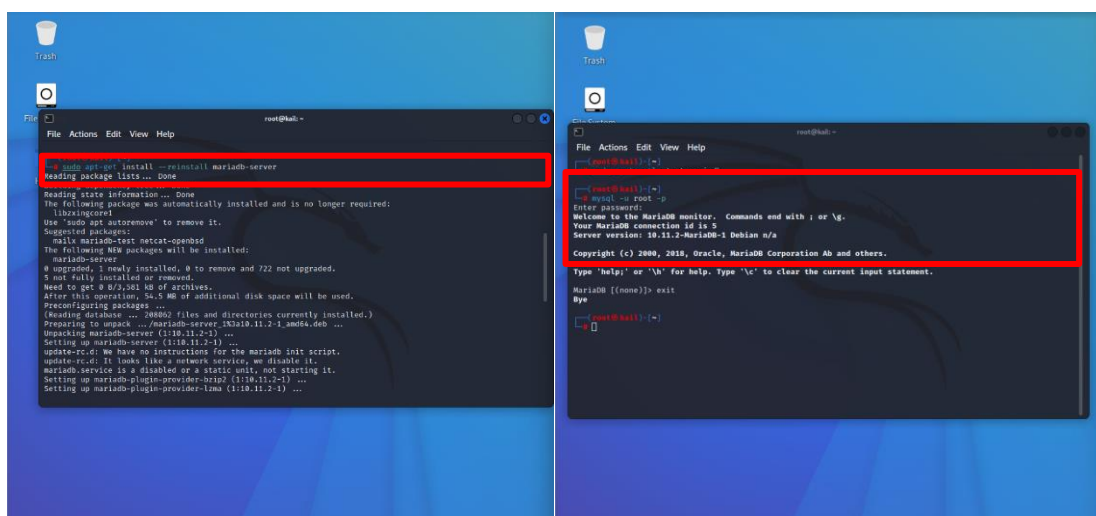 Trash
File
root@kail: ~
File Actions Edit View Help
sudo apt-get install --reinstall mariadb-server
Reading package lists... Done
Reading state information... Done
The following package was automatically installed and is no longer required:
libzxingcore1
Use 'sudo apt autoremove' to remove it.
Suggested packages:
mailx mariadb-test netcat-openbsd
The following NEW packages will be installed:
mariadb-server
0 upgraded, 1 newly installed, 0 to remove and 722 not upgraded.
5 not fully installed or removed.
Need to get 0 B/3,581 kB of archives.
After this operation, 54.5 MB of additional disk space will be used.
Preconfiguring packages ...
(Reading database ... 208062 files and directories currently installed.)
Preparing to unpack .../mariadb-server_1%3a10.11.2-1_amd64.deb ...
Unpacking mariadb-server (1:10.11.2-1) ...
Setting up mariadb-server (1:10.11.2-1) ...
update-rc.d: We have no instructions for the mariadb init script.
update-rc.d: It looks like a network service, we disable it.
mariadb.service is a disabled or a static unit, not starting it.
Setting up mariadb-plugin-provider-bzip2 (1:10.11.2-1) ...
Setting up mariadb-plugin-provider-lzma (1:10.11.2-1) ...
Trash
File System
root@kail: ~
File Actions Edit View Help
(root@kail)-[~]
(root@kail)-[~]
# mysql -u root -p
Enter password:
Welcome to the MariaDB monitor. Commands end with ; or \g.
Your MariaDB connection id is 5
Server version: 10.11.2-MariaDB-1 Debian n/a
Copyright (c) 2000, 2018, Oracle, MariaDB Corporation Ab and others.
Type 'help;' or '\h' for help. Type '\c' to clear the current input statement.
MariaDB [(none)]> exit
Bye
(root@kail)-[~]
#